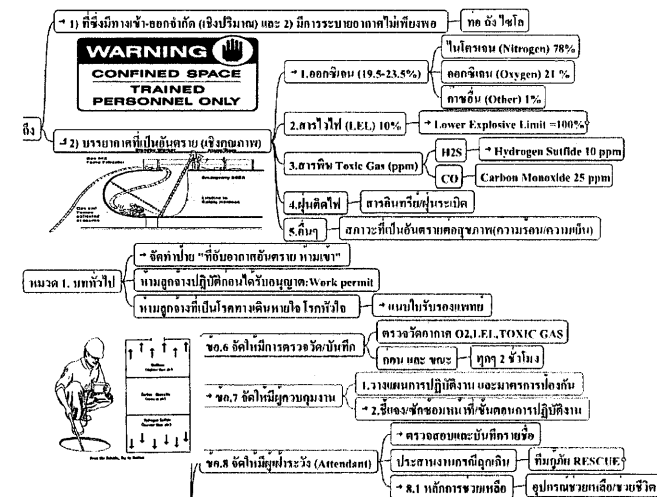 ถึง
→ 1) ที่ซึ่งมีทางเข้า-ออกจำกัด (เชิงปริมาณ) และ 2) มีการระบายอากาศไม่เพียงพอ
ท่อ ถัง ไซโล
WARNING
CONFINED SPACE
TRAINED
PERSONNEL ONLY
2) บรรยากาศที่เป็นอันตราย (เชิงคุณภาพ)
→ 1.ออกซิเจน (19.5-23.5%)
ไนโตรเจน (Nitrogen) 78%
ออกซิเจน (Oxygen) 21 %
ก๊าซอื่น (Other) 1%
2.สารไวไฟ (LEL) 10%
→ Lower Explosive Limit =100%
3.สารพิษ Toxic Gas (ppm)
H2S
→ Hydrogen Sulfide 10 ppm
CO
Carbon Monoxide 25 ppm
4.ฝุ่นติดไฟ
สารอินทรีย์/ฝุ่นระเบิด
5.อื่นๆ
สภาวะที่เป็นอันตรายต่อสุขภาพ(ความร้อน/ความเย็น)
หมวด 1. บททั่วไป
→ จัดทำป้าย "ที่อับอากาศอันตราย ห้ามเข้า"
ห้ามลูกจ้างปฏิบัติก่อนได้รับอนุญาต:Work permit
ห้ามลูกจ้างที่เป็นโรคทางเดินหายใจ โรคหัวใจ
→ แนบใบรับรองแพทย์
ข้อ.6 จัดให้มีการตรวจวัด/บันทึก
ตรวจวัดอากาศ O2,LEL,TOXIC GAS
ก่อน และ ขณะ
ทุกๆ 2 ชั่วโมง
→ ข้อ.7 จัดให้มีผู้ควบคุมงาน
1.วางแผนการปฏิบัติงาน และมาตรการป้องกัน
→ 2.ชี้แจง/ซักซ้อมหน้าที่/ขั้นตอนการปฏิบัติงาน
ข้อ.8 จัดให้มีผู้เฝ้าระวัง (Attendant)
→ ตรวจสอบและบันทึกรายชื่อ
ประสานงานกรณีฉุกเฉิน
ทีมกู้ภัย RESCUE
→ 8.1 หลักการช่วยเหลือ
อุปกรณ์ช่วยเหลือ/ช่วยชีวิต